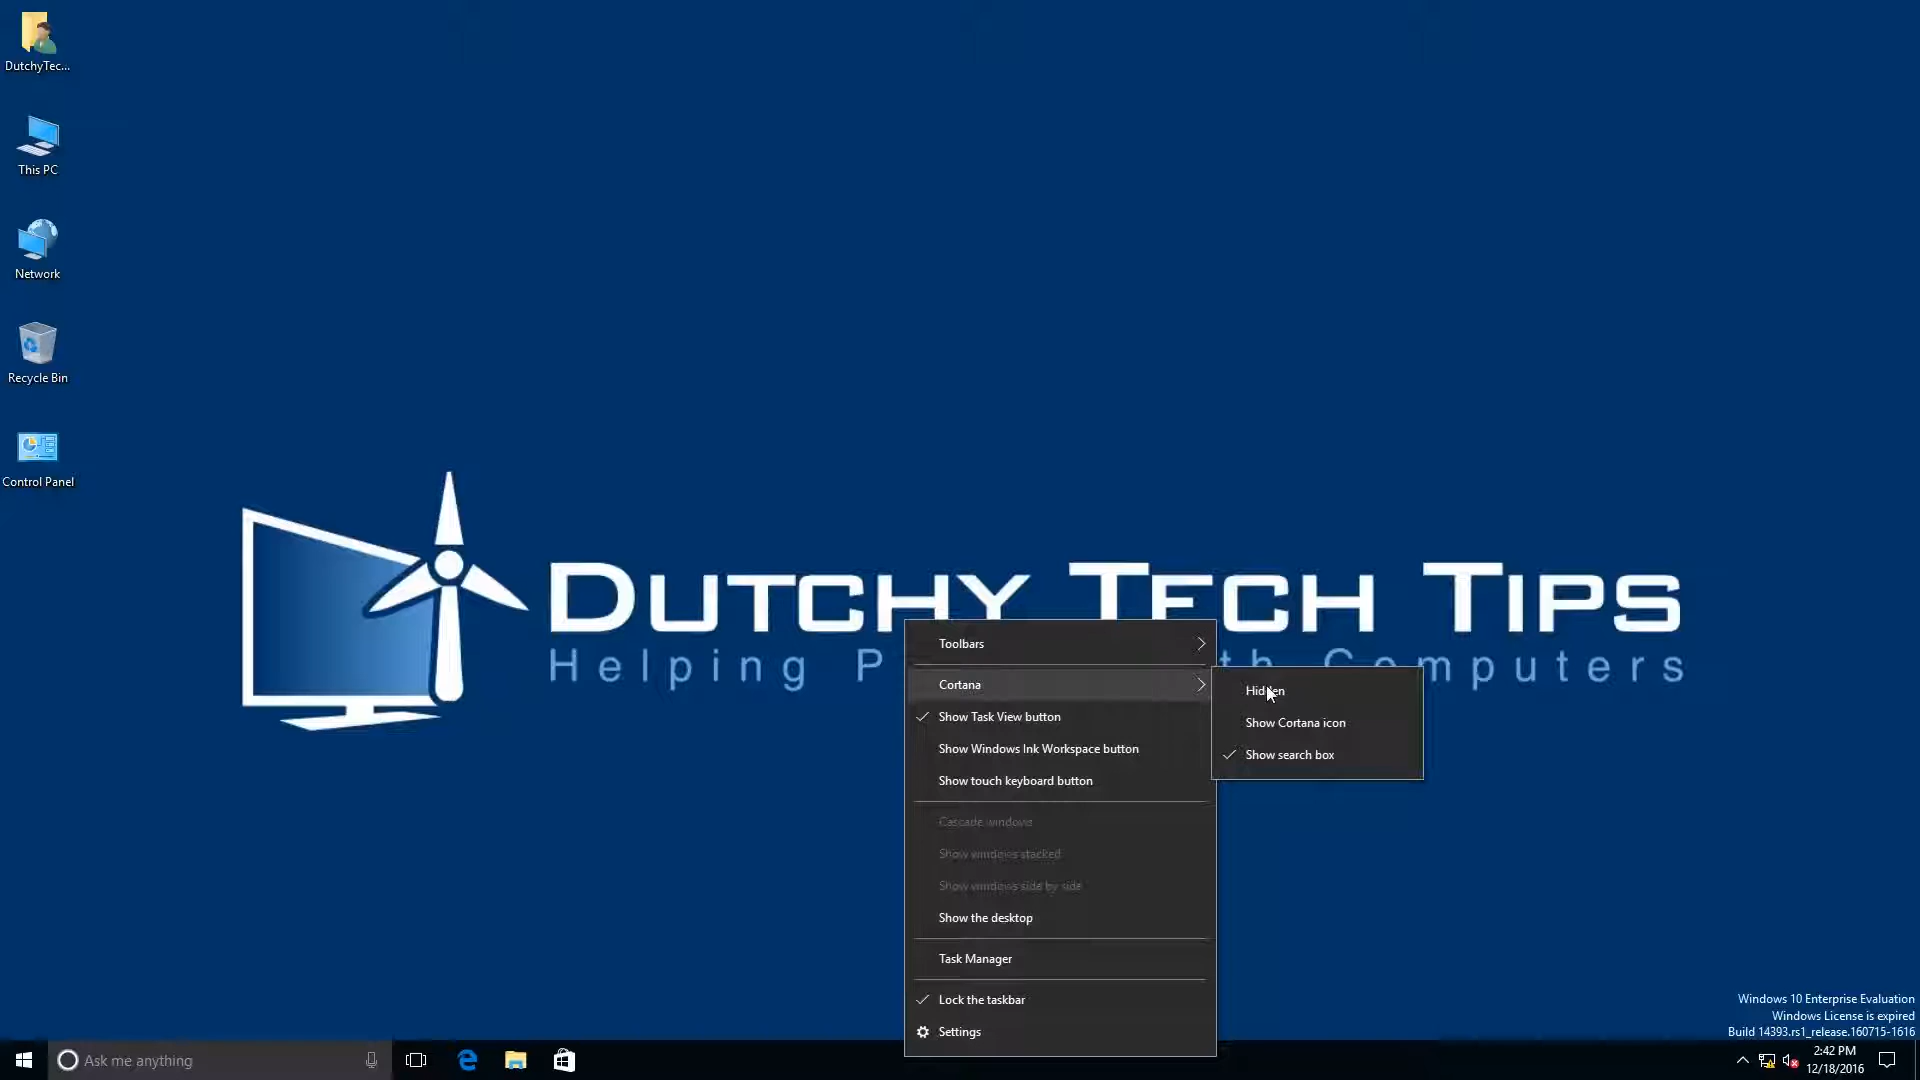 DutchyTec...
This PC
Network
Recycle Bin
Control Panel
DUTCHY TECH TIPS
Helping P th Computers
Toolbars
Cortana
Show Task View button
Show Windows Ink Workspace button
Show touch keyboard button
Cascade windows
Show windows stacked
Show windows side by side
Show the desktop
Task Manager
Lock the taskbar
Settings
Hidden
Show Cortana icon
Show search box
Windows 10 Enterprise Evaluation
Windows License is expired
Build 14393.rs1_release.160715-1616
Ask me anything
2:42 PM
12/18/2016